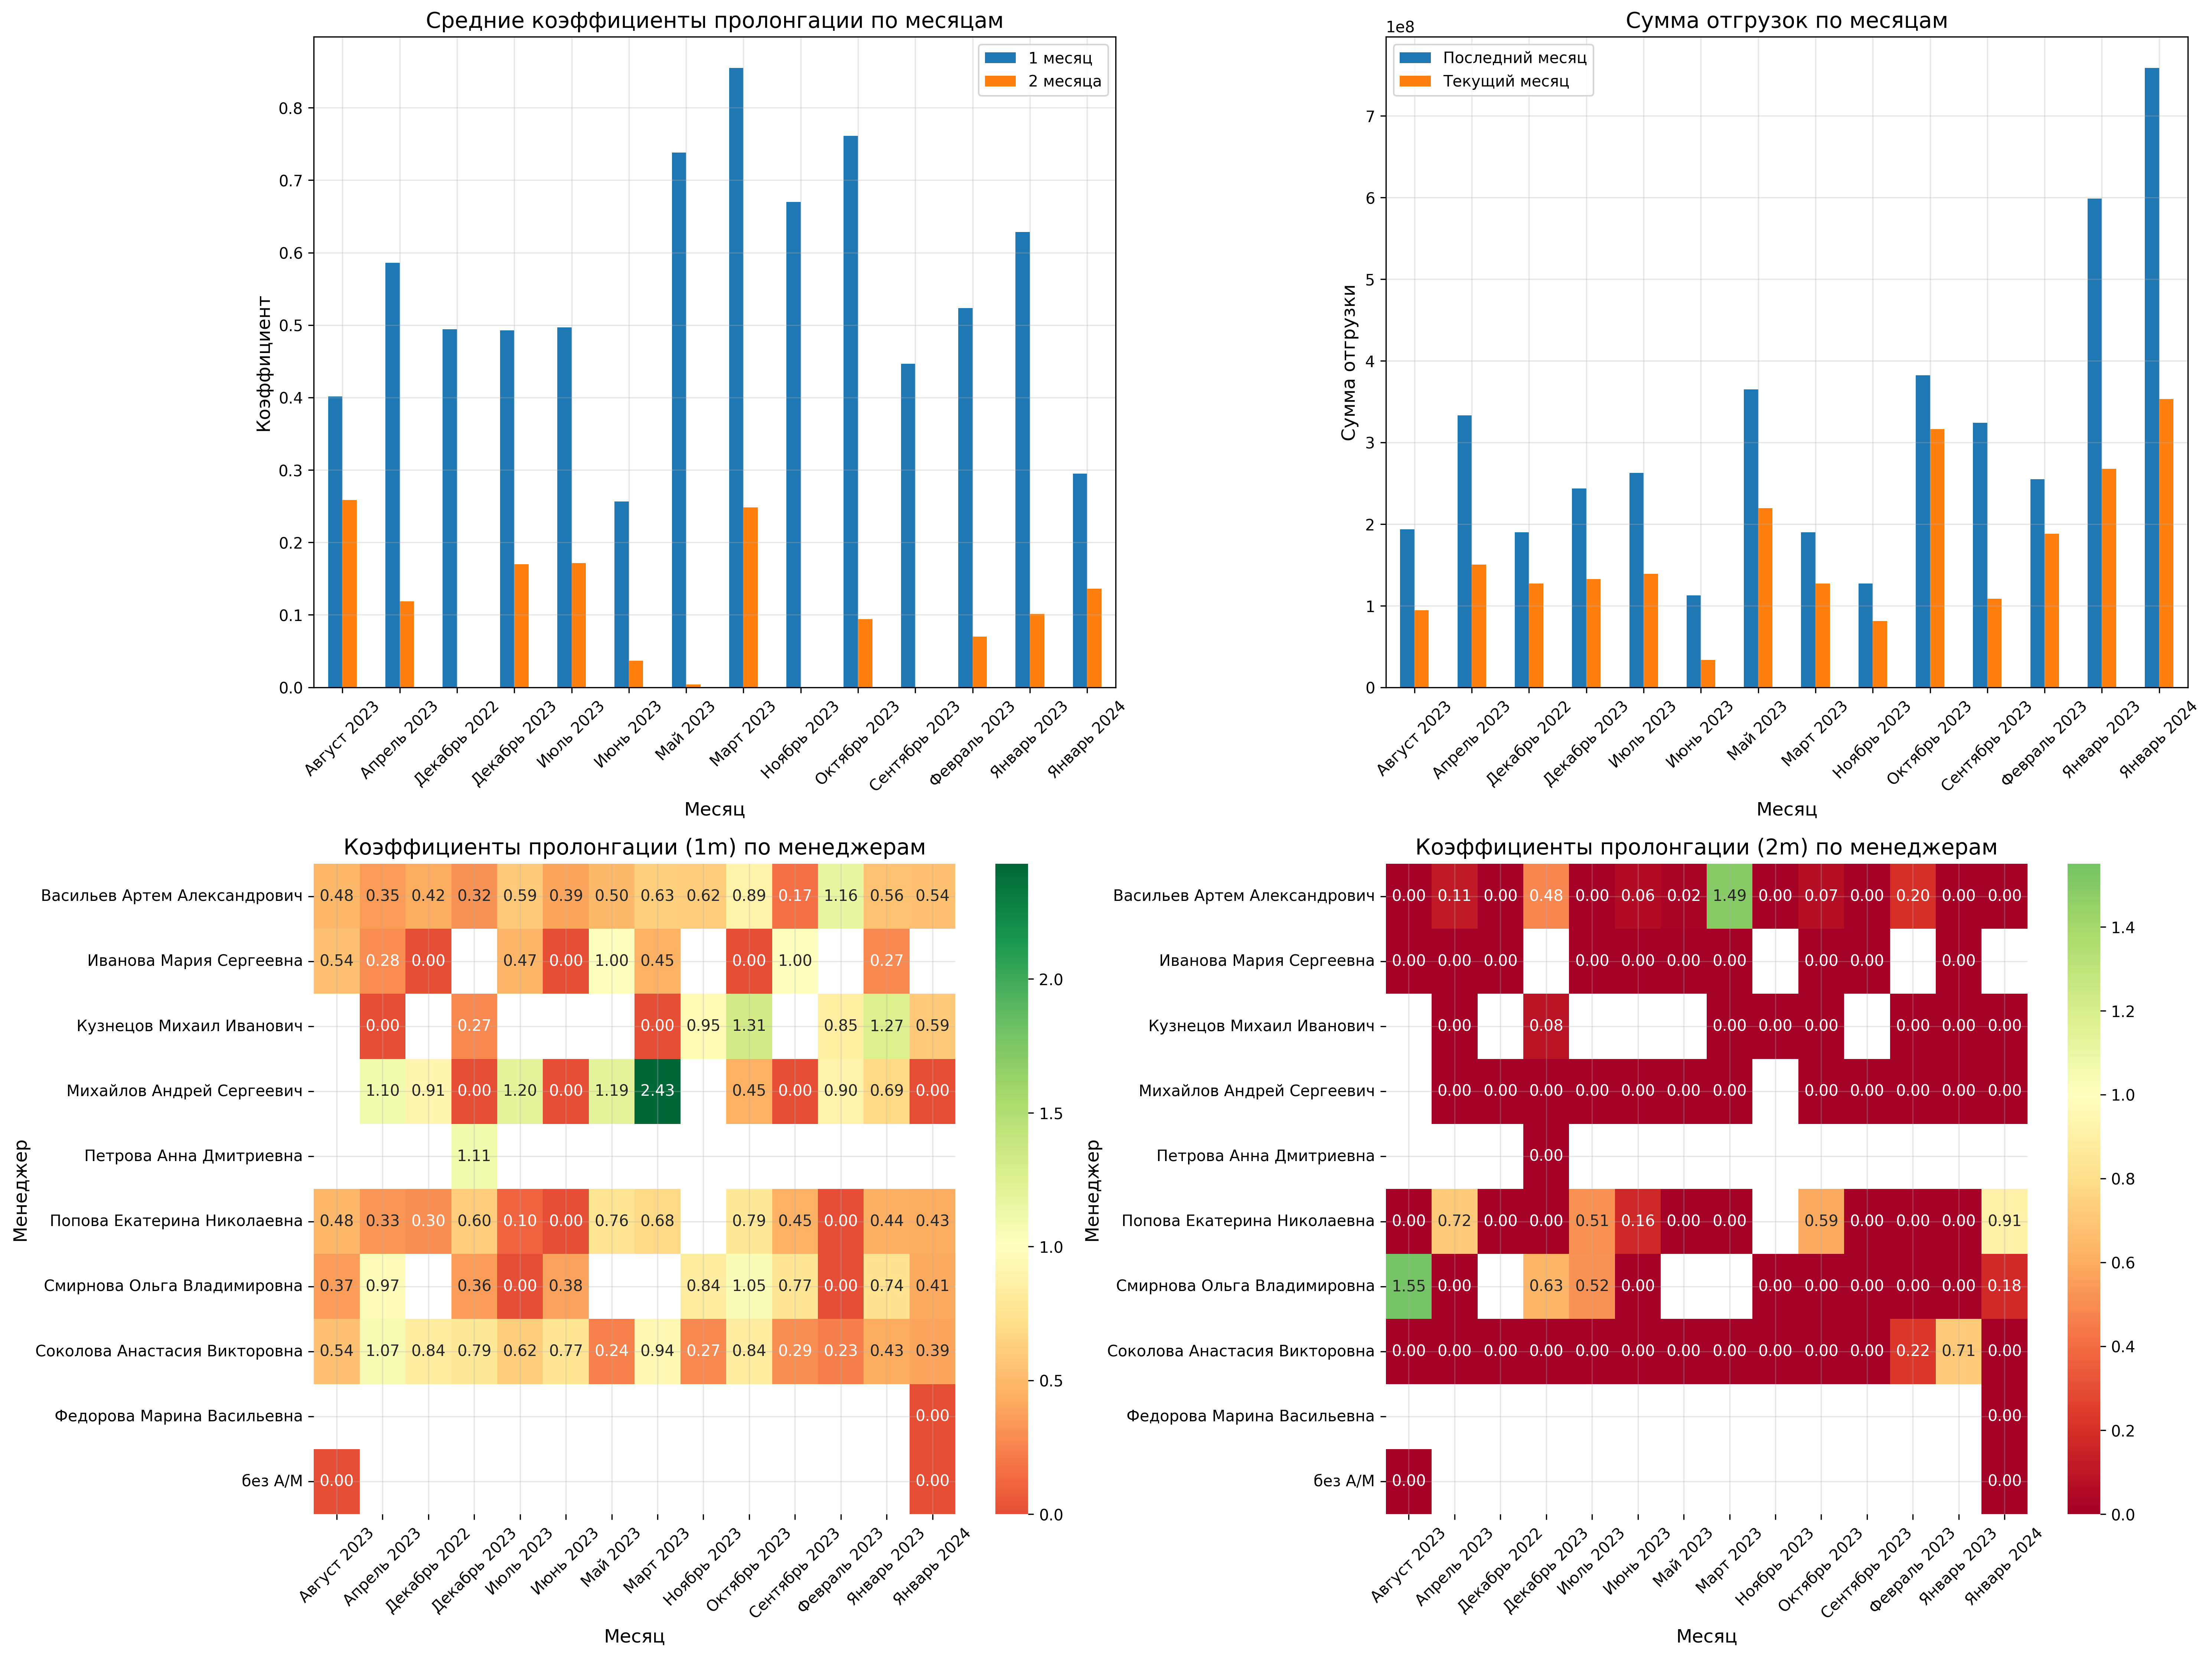 Средние коэффициенты пролонгации по месяцам
1 месяц
2 месяца
Коэффициент
0.8
0.7
0.6
0.5
0.4
0.3
0.2
0.1
0.0
Август 2023
Апрель 2023
Декабрь 2022
Декабрь 2023
Июль 2023
Июнь 2023
Май 2023
Март 2023
Ноябрь 2023
Октябрь 2023
Сентябрь 2023
Февраль 2023
Январь 2023
Январь 2024
Месяц
Сумма отгрузок по месяцам
1e8
Последний месяц
Текущий месяц
Сумма отгрузки
7
6
5
4
3
2
1
0
Август 2023
Апрель 2023
Декабрь 2022
Декабрь 2023
Июль 2023
Июнь 2023
Май 2023
Март 2023
Ноябрь 2023
Октябрь 2023
Сентябрь 2023
Февраль 2023
Январь 2023
Январь 2024
Месяц
Коэффициенты пролонгации (1m) по менеджерам
Менеджер
Васильев Артем Александрович 0.48 0.35 0.42 0.32 0.59 0.39 0.50 0.63 0.62 0.89 0.17 1.16 0.56 0.54
Иванова Мария Сергеевна 0.54 0.28 0.00 0.47 0.00 1.00 0.45 0.00 1.00 0.27
Кузнецов Михаил Иванович 0.00 0.27 0.00 0.95 1.31 0.85 1.27 0.59
Михайлов Андрей Сергеевич 1.10 0.91 0.00 1.20 0.00 1.19 2.43 0.45 0.00 0.90 0.69 0.00
Петрова Анна Дмитриевна 1.11
Попова Екатерина Николаевна 0.48 0.33 0.30 0.60 0.10 0.00 0.76 0.68 0.79 0.45 0.00 0.44 0.43
Смирнова Ольга Владимировна 0.37 0.97 0.36 0.00 0.38 0.84 1.05 0.77 0.00 0.74 0.41
Соколова Анастасия Викторовна 0.54 1.07 0.84 0.79 0.62 0.77 0.24 0.94 0.27 0.84 0.29 0.23 0.43 0.39
Федорова Марина Васильевна 0.00
без А/М 0.00 0.00
2.0
1.5
1.0
0.5
0.0
Август 2023
Апрель 2023
Декабрь 2022
Декабрь 2023
Июль 2023
Июнь 2023
Май 2023
Март 2023
Ноябрь 2023
Октябрь 2023
Сентябрь 2023
Февраль 2023
Январь 2023
Январь 2024
Месяц
Коэффициенты пролонгации (2m) по менеджерам
Менеджер
Васильев Артем Александрович 0.00 0.11 0.00 0.48 0.00 0.06 0.02 1.49 0.00 0.07 0.00 0.20 0.00 0.00
Иванова Мария Сергеевна 0.00 0.00 0.00 0.00 0.00 0.00 0.00 0.00 0.00 0.00
Кузнецов Михаил Иванович 0.00 0.08 0.00 0.00 0.00 0.00 0.00 0.00
Михайлов Андрей Сергеевич 0.00 0.00 0.00 0.00 0.00 0.00 0.00 0.00 0.00 0.00 0.00 0.00
Петрова Анна Дмитриевна 0.00
Попова Екатерина Николаевна 0.00 0.72 0.00 0.00 0.51 0.16 0.00 0.00 0.59 0.00 0.00 0.00 0.91
Смирнова Ольга Владимировна 1.55 0.00 0.63 0.52 0.00 0.00 0.00 0.00 0.00 0.00 0.18
Соколова Анастасия Викторовна 0.00 0.00 0.00 0.00 0.00 0.00 0.00 0.00 0.00 0.00 0.00 0.22 0.71 0.00
Федорова Марина Васильевна 0.00
без А/М 0.00 0.00
1.4
1.2
1.0
0.8
0.6
0.4
0.2
0.0
Август 2023
Апрель 2023
Декабрь 2022
Декабрь 2023
Июль 2023
Июнь 2023
Май 2023
Март 2023
Ноябрь 2023
Октябрь 2023
Сентябрь 2023
Февраль 2023
Январь 2023
Январь 2024
Месяц